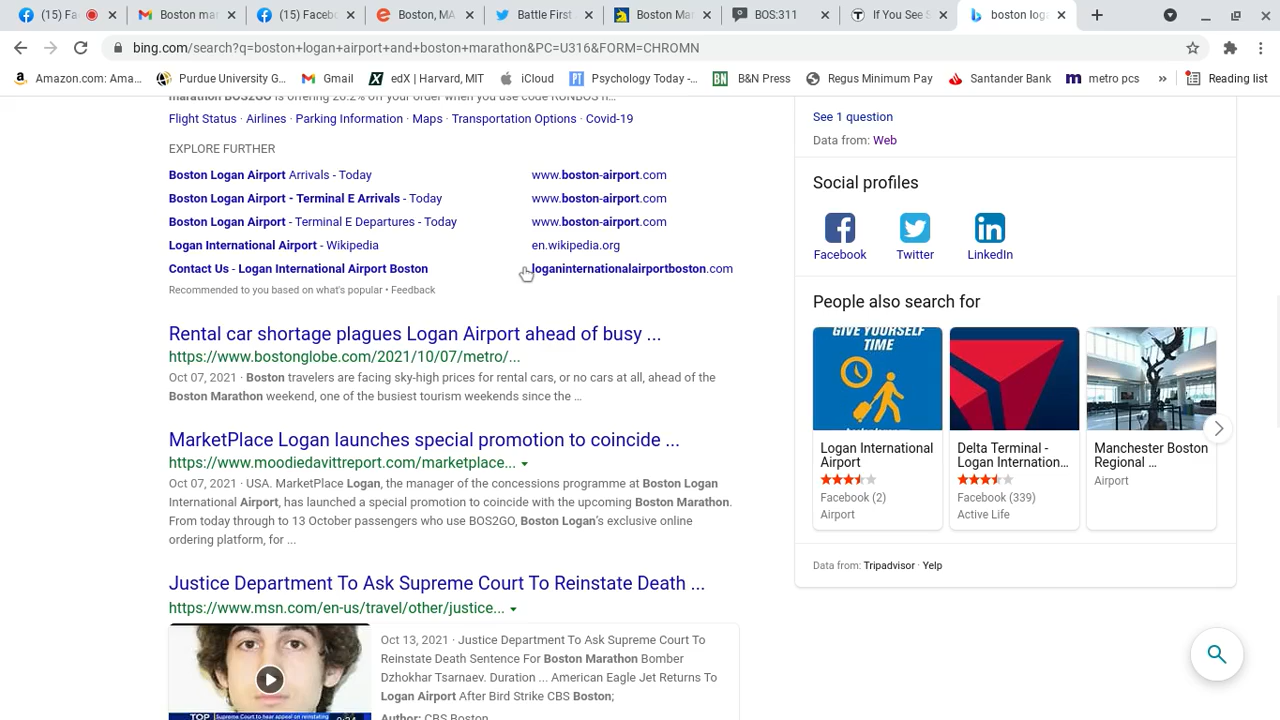 (15) Fa
Boston mar
(15) Facebo
Boston, MA
Battle First
Boston Mar
BOS:311
If You See S
boston loga
bing.com/search?q=boston+logan+airport+and+boston+marathon&PC=U316&FORM=CHROMN
Amazon.com: Ama...
Purdue University G...
Gmail
edX | Harvard, MIT
iCloud
Psychology Today -...
BN
B&N Press
Regus Minimum Pay
Santander Bank
metro pcs
»
Reading list
marathon BOS2GO is offering 26.2% off your order when you use code RUNBOS
Flight Status · Airlines · Parking Information · Maps · Transportation Options · Covid-19
EXPLORE FURTHER
Boston Logan Airport Arrivals - Today www.boston-airport.com
Boston Logan Airport - Terminal E Arrivals - Today www.boston-airport.com
Boston Logan Airport - Terminal E Departures - Today www.boston-airport.com
Logan International Airport - Wikipedia en.wikipedia.org
Contact Us - Logan International Airport Boston loganinternationalairportboston.com
Recommended to you based on what's popular • Feedback
Rental car shortage plagues Logan Airport ahead of busy ...
https://www.bostonglobe.com/2021/10/07/metro/...
Oct 07, 2021 · Boston travelers are facing sky-high prices for rental cars, or no cars at all, ahead of the
Boston Marathon weekend, one of the busiest tourism weekends since the …
MarketPlace Logan launches special promotion to coincide ...
https://www.moodiedavittreport.com/marketplace...
Oct 07, 2021 · USA. MarketPlace Logan, the manager of the concessions programme at Boston Logan
International Airport, has launched a special promotion to coincide with the upcoming Boston Marathon.
From today through to 13 October passengers who use BOS2GO, Boston Logan's exclusive online
ordering platform, for ...
Justice Department To Ask Supreme Court To Reinstate Death ...
https://www.msn.com/en-us/travel/other/justice...
TOP Supreme Court to hear appeal on reinstating
0:34
Oct 13, 2021 · Justice Department To Ask Supreme Court To
Reinstate Death Sentence For Boston Marathon Bomber
Dzhokhar Tsarnaev. Duration ... American Eagle Jet Returns To
Logan Airport After Bird Strike CBS Boston;
Author: CBS Boston
See 1 question
Data from: Web
Social profiles
Facebook
Twitter
LinkedIn
People also search for
GIVE YOURSELF
TIME
Logan International
Airport
Facebook (2)
Airport
Delta Terminal -
Logan Internation...
Facebook (339)
Active Life
Manchester Boston
Regional ...
Airport
Data from: Tripadvisor · Yelp